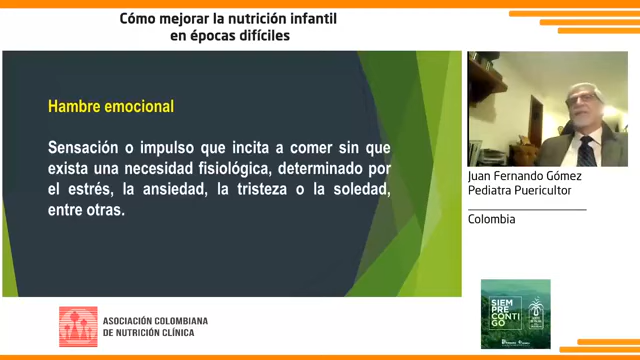 Cómo mejorar la nutrición infantil
en épocas difíciles
Hambre emocional
Sensación o impulso que incita a comer sin que
exista una necesidad fisiológica, determinado por
el estrés, la ansiedad, la tristeza o la soledad,
entre otras.
Juan Fernando Gómez
Pediatra Puericultor
Colombia
ASOCIACIÓN COLOMBIANA
DE NUTRICIÓN CLÍNICA
SIEM
PRE
CONT
IGO